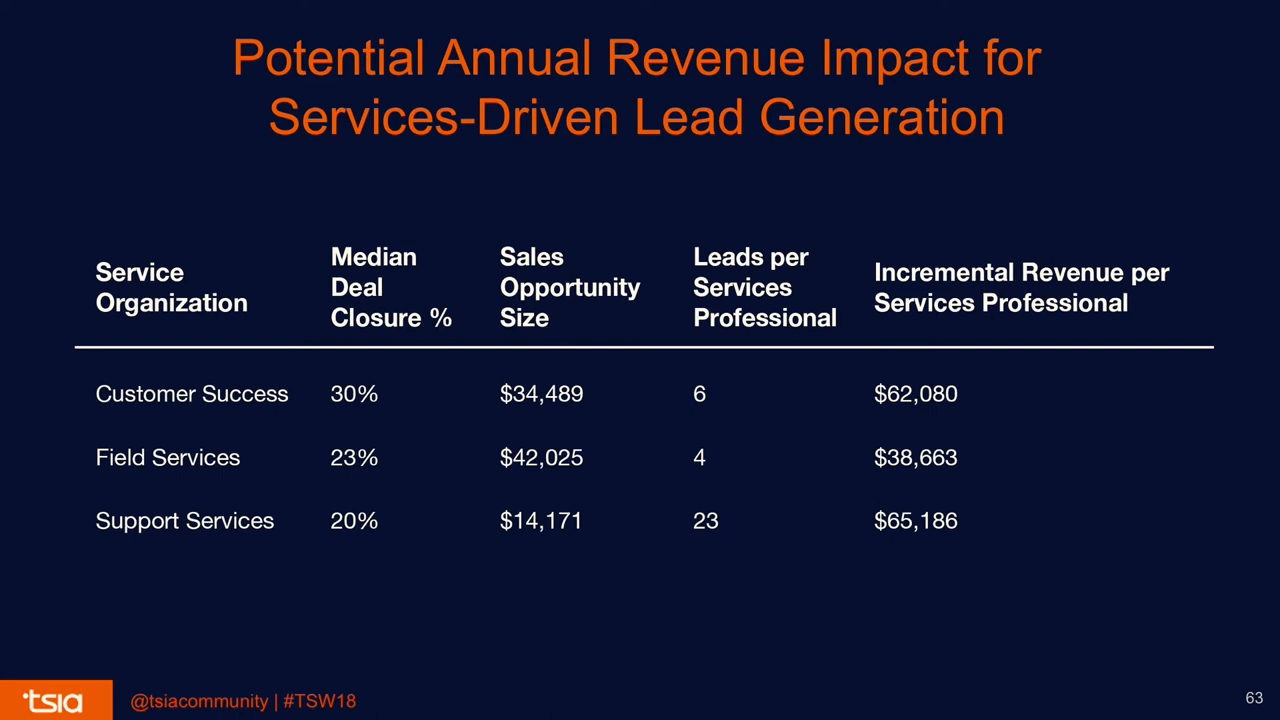 Potential Annual Revenue Impact for
Services-Driven Lead Generation
Service
Organization
Median
Deal
Closure %
Sales
Opportunity
Size
Leads per
Services
Professional
Incremental Revenue per
Services Professional
Customer Success 30% $34,489 6 $62,080
Field Services 23% $42,025 4 $38,663
Support Services 20% $14,171 23 $65,186
tsia @tsiacommunity | #TSW18 63